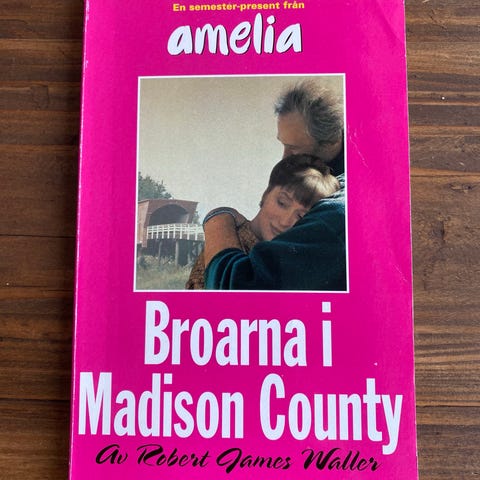 En semester-present från
amelia
Broarna i
Madison County
Av Robert James Waller